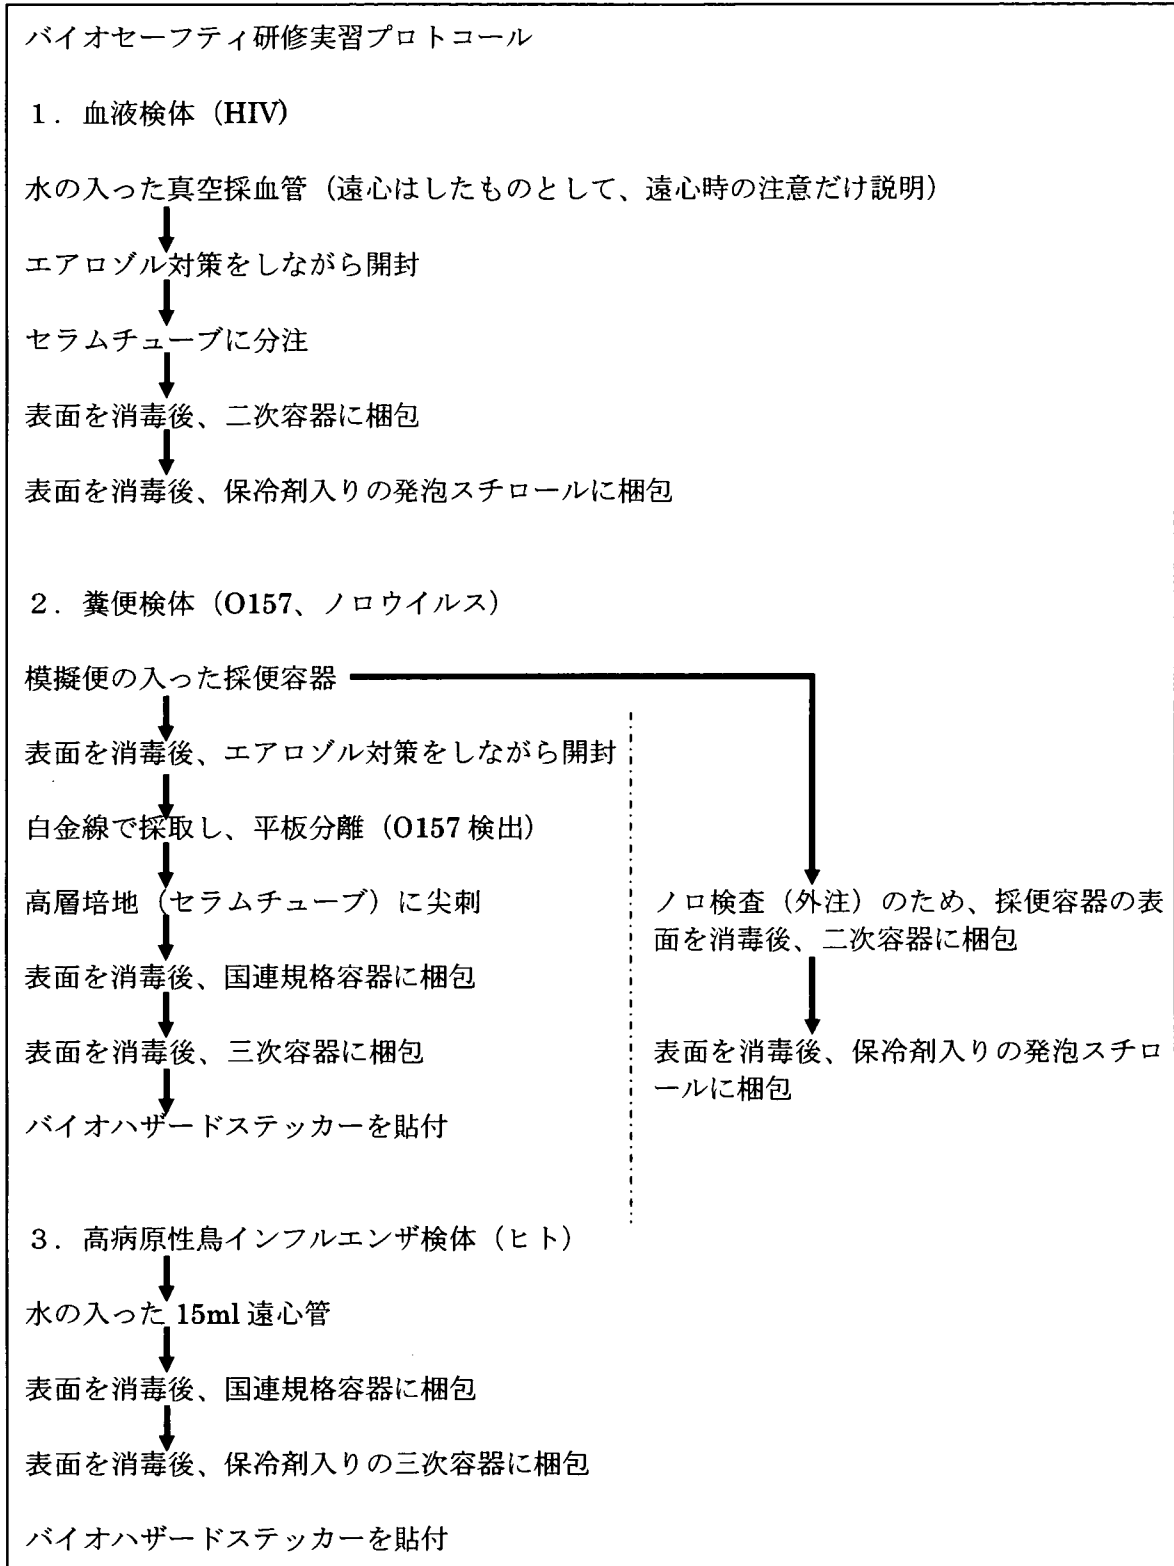 バイオセーフティ研修実習プロトコール
１．血液検体（HIV）
水の入った真空採血管（遠心はしたものとして、遠心時の注意だけ説明）
エアロゾル対策をしながら開封
セラムチューブに分注
表面を消毒後、二次容器に梱包
表面を消毒後、保冷剤入りの発泡スチロールに梱包
２．糞便検体（O157、ノロウイルス）
模擬便の入った採便容器
表面を消毒後、エアロゾル対策をしながら開封
白金線で採取し、平板分離（O157 検出）
高層培地（セラムチューブ）に尖刺
表面を消毒後、国連規格容器に梱包
表面を消毒後、三次容器に梱包
バイオハザードステッカーを貼付
ノロ検査（外注）のため、採便容器の表
面を消毒後、二次容器に梱包
表面を消毒後、保冷剤入りの発泡スチロ
ールに梱包
３．高病原性鳥インフルエンザ検体（ヒト）
水の入った 15ml 遠心管
表面を消毒後、国連規格容器に梱包
表面を消毒後、保冷剤入りの三次容器に梱包
バイオハザードステッカーを貼付